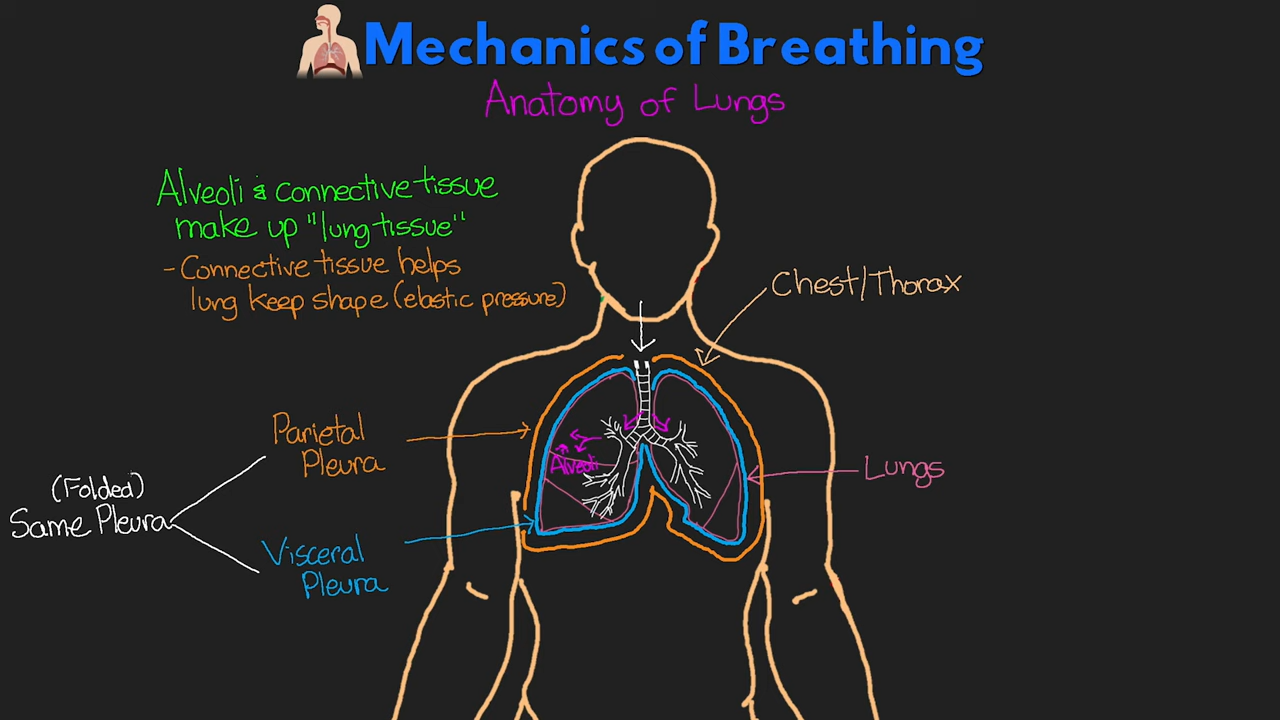 Mechanics of Breathing
Anatomy of Lungs
Alveoli & connective tissue
make up "lung tissue"
- Connective tissue helps
lung keep shape (elastic pressure)
Chest/Thorax
Parietal
Pleura
Alveoli
Lungs
(Folded)
Same Pleura
Visceral
Pleura